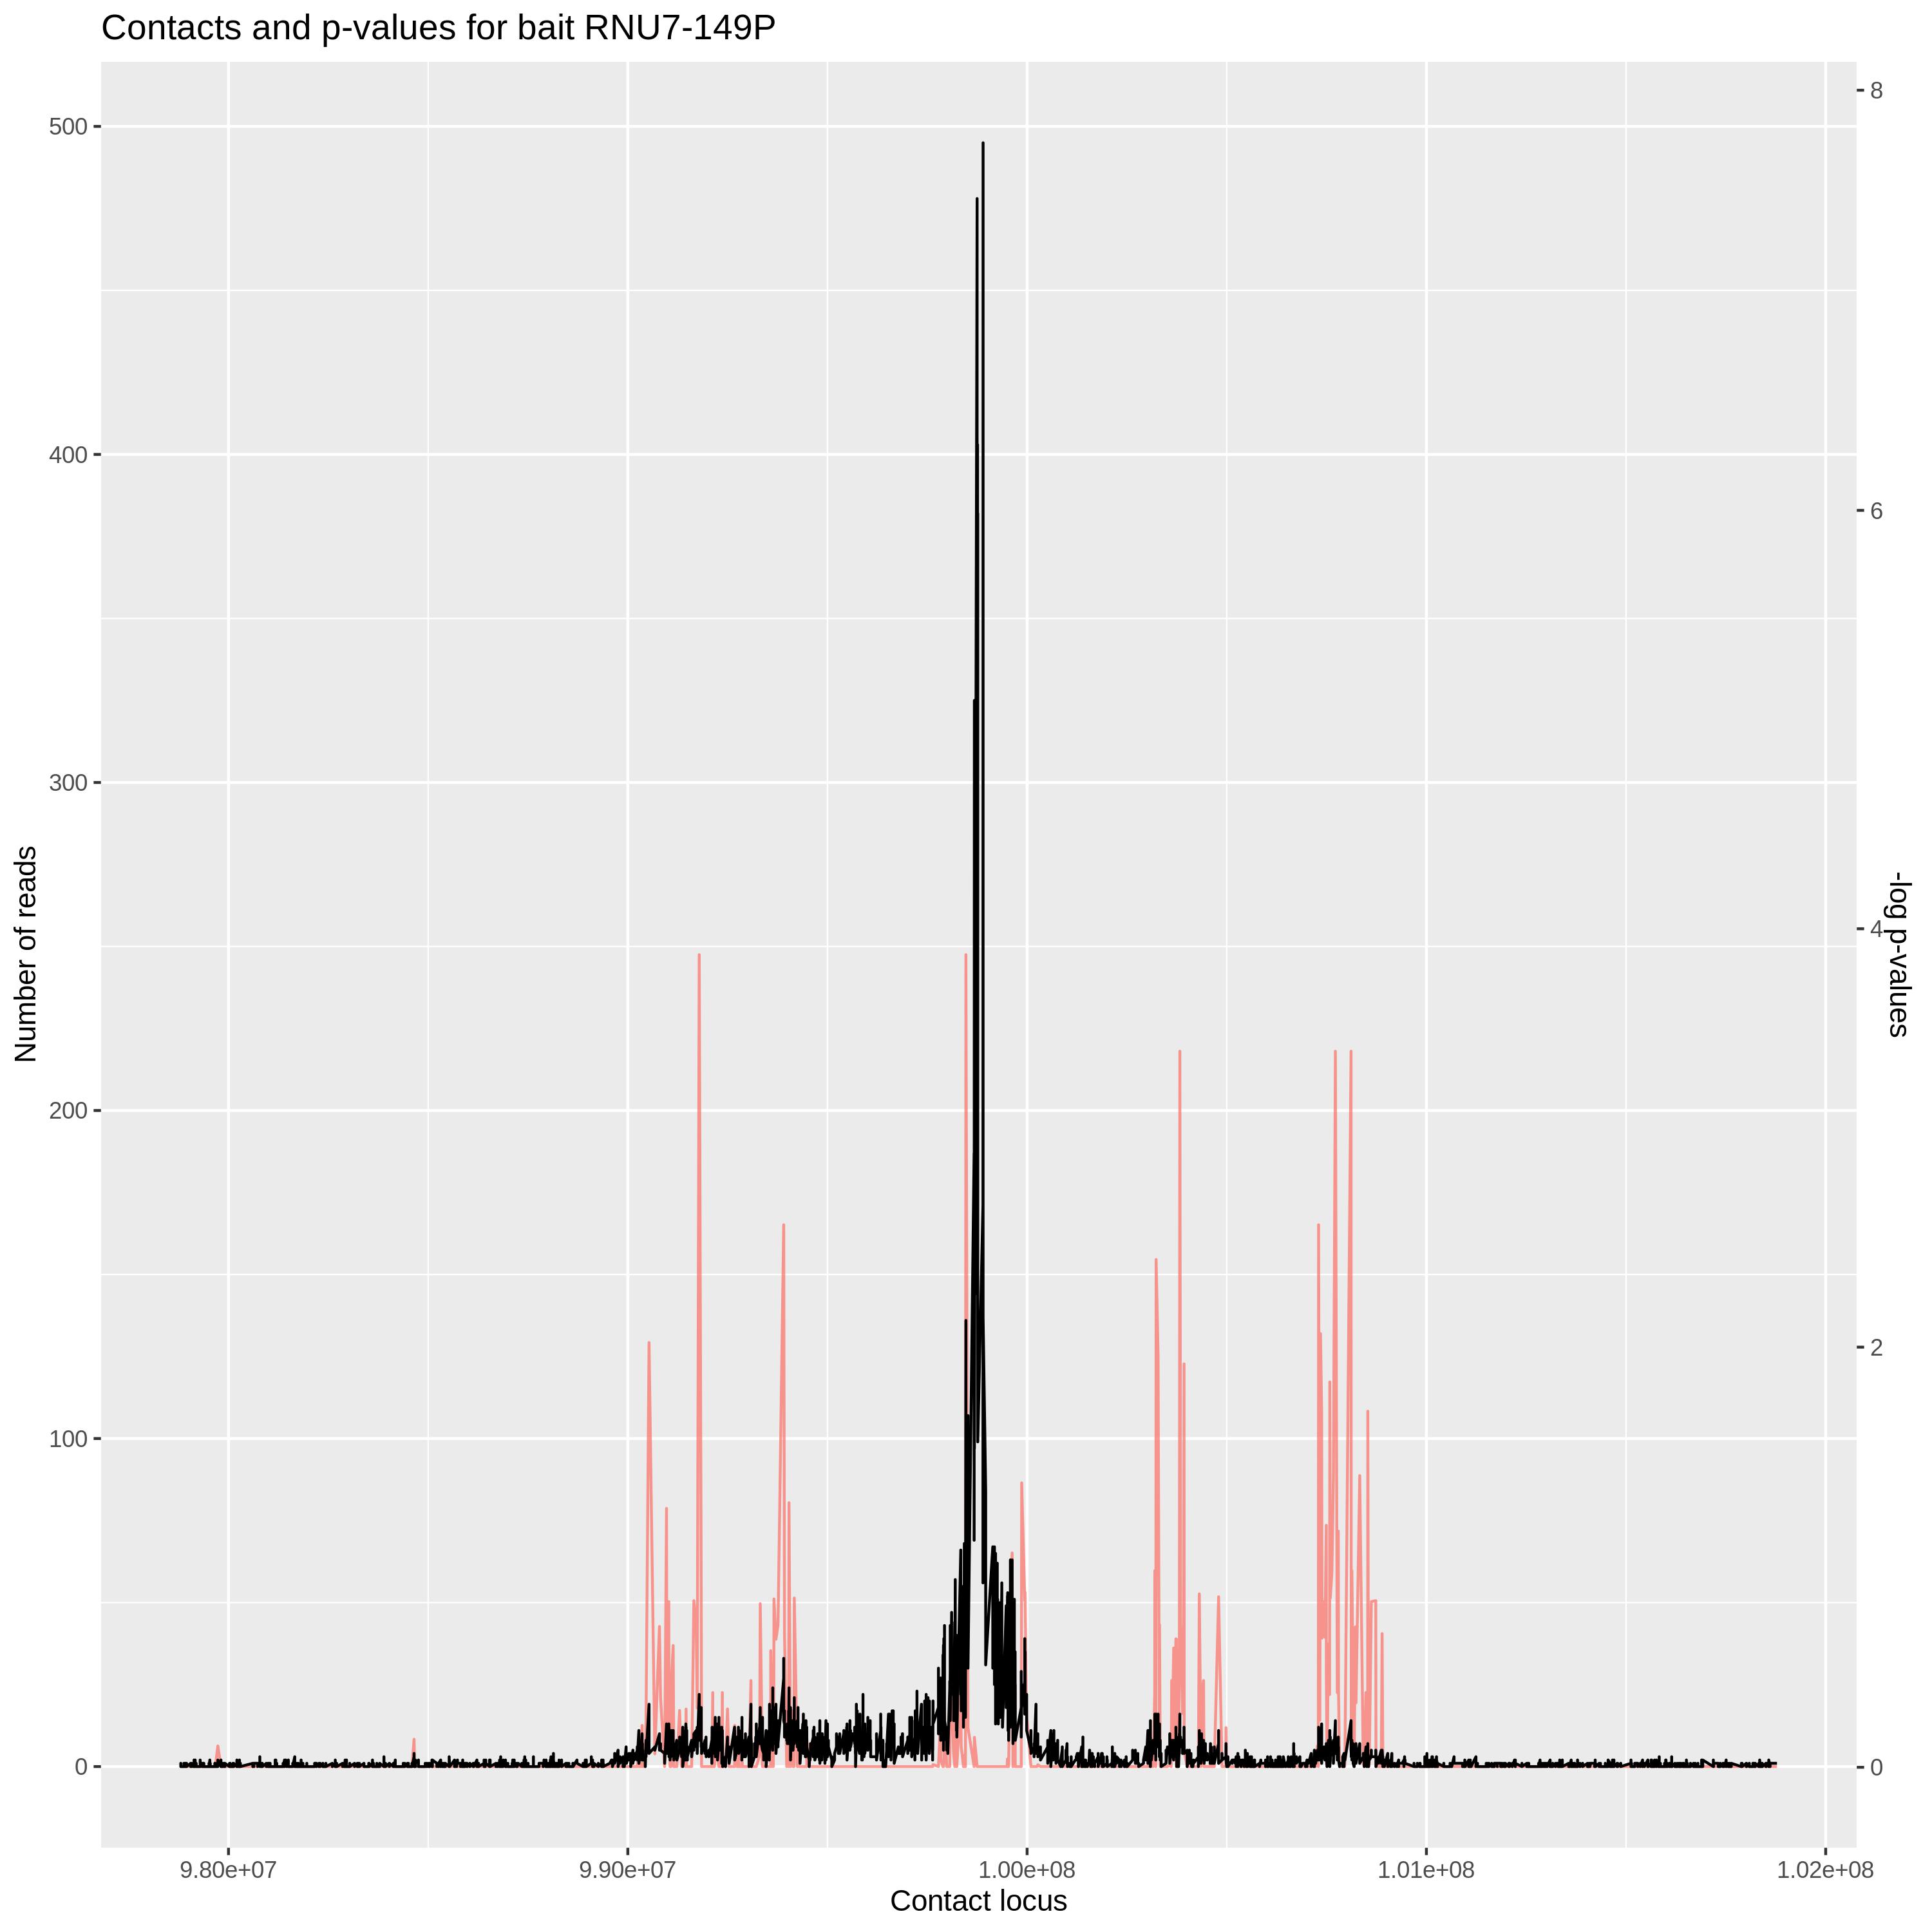 Contacts and p-values for bait RNU7-149P
500
400
300
200
100
0
Number of reads
8
6
4
2
0
-log p-values
9.80e+07
9.90e+07
1.00e+08
1.01e+08
1.02e+08
Contact locus